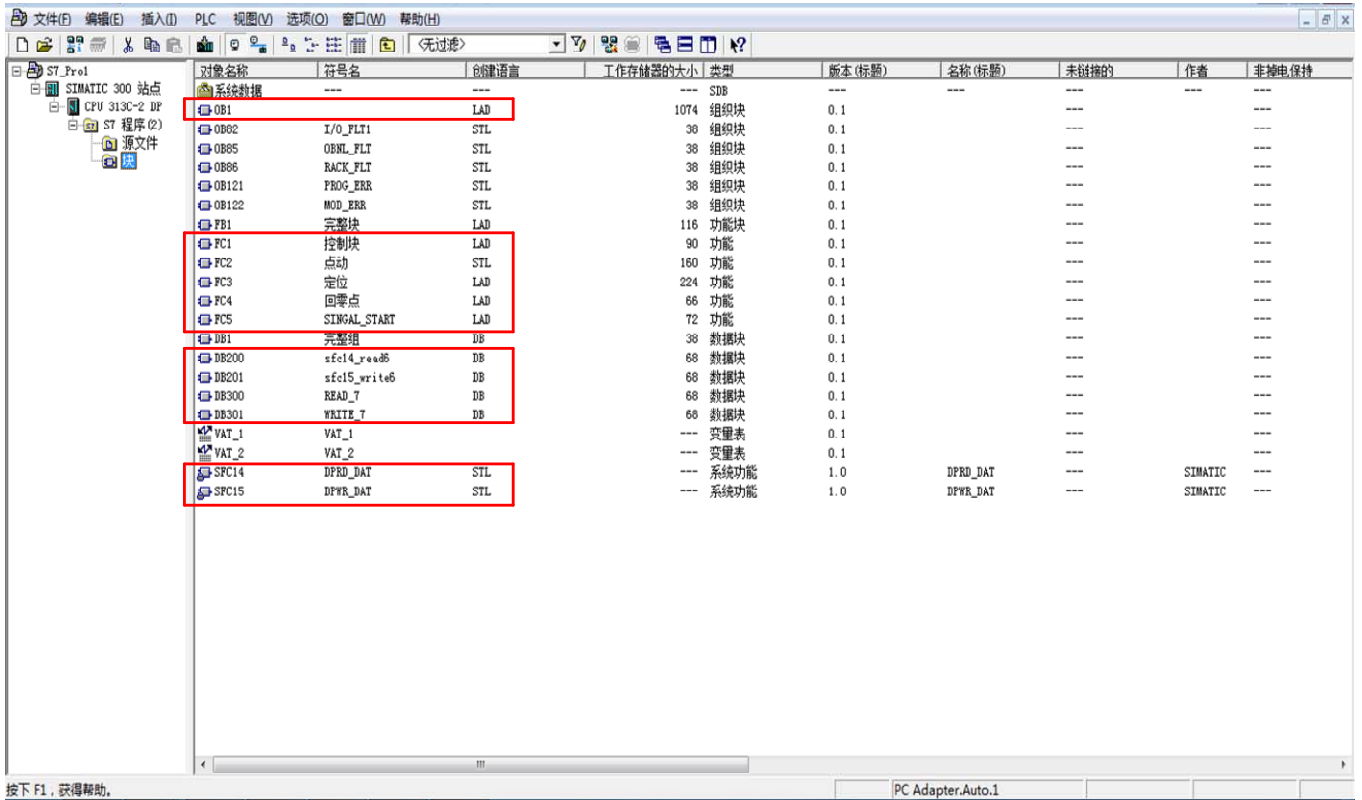 文件(F) 编辑(E) 插入(I) PLC 视图(V) 选项(O) 窗口(W) 帮助(H)
<无过滤>
S7_Pro1
SIMATIC 300 站点
CPU 313C-2 DP
S7 程序(2)
源文件
块
对象名称 符号名 创建语言 工作存储器的大小 类型 版本(标题) 名称(标题) 未链接的 作者 非掉电保持
系统数据 --- --- --- SDB --- --- --- --- ---
OB1 LAD 1074 组织块 0.1 --- ---
OB82 I/O_FLT1 STL 38 组织块 0.1 --- ---
OB85 OBNL_FLT STL 38 组织块 0.1 --- ---
OB86 RACK_FLT STL 38 组织块 0.1 --- ---
OB121 PROG_ERR STL 38 组织块 0.1 --- ---
OB122 MOD_ERR STL 38 组织块 0.1 --- ---
FB1 完整块 LAD 116 功能块 0.1 --- ---
FC1 控制块 LAD 90 功能 0.1 --- ---
FC2 点动 STL 160 功能 0.1 --- ---
FC3 定位 LAD 224 功能 0.1 --- ---
FC4 回零点 LAD 66 功能 0.1 --- ---
FC5 SINGAL_START LAD 72 功能 0.1 --- ---
DB1 完整组 DB 38 数据块 0.1 --- ---
DB200 sfc14_read6 DB 68 数据块 0.1 --- ---
DB201 sfc15_write6 DB 68 数据块 0.1 --- ---
DB300 READ_7 DB 68 数据块 0.1 --- ---
DB301 WRITE_7 DB 68 数据块 0.1 --- ---
VAT_1 VAT_1 --- 变量表 0.1 --- ---
VAT_2 VAT_2 --- 变量表 0.1 --- ---
SFC14 DPRD_DAT STL --- 系统功能 1.0 DPRD_DAT --- SIMATIC ---
SFC15 DPWR_DAT STL --- 系统功能 1.0 DPWR_DAT --- SIMATIC ---
按下 F1，获得帮助。 PC Adapter.Auto.1